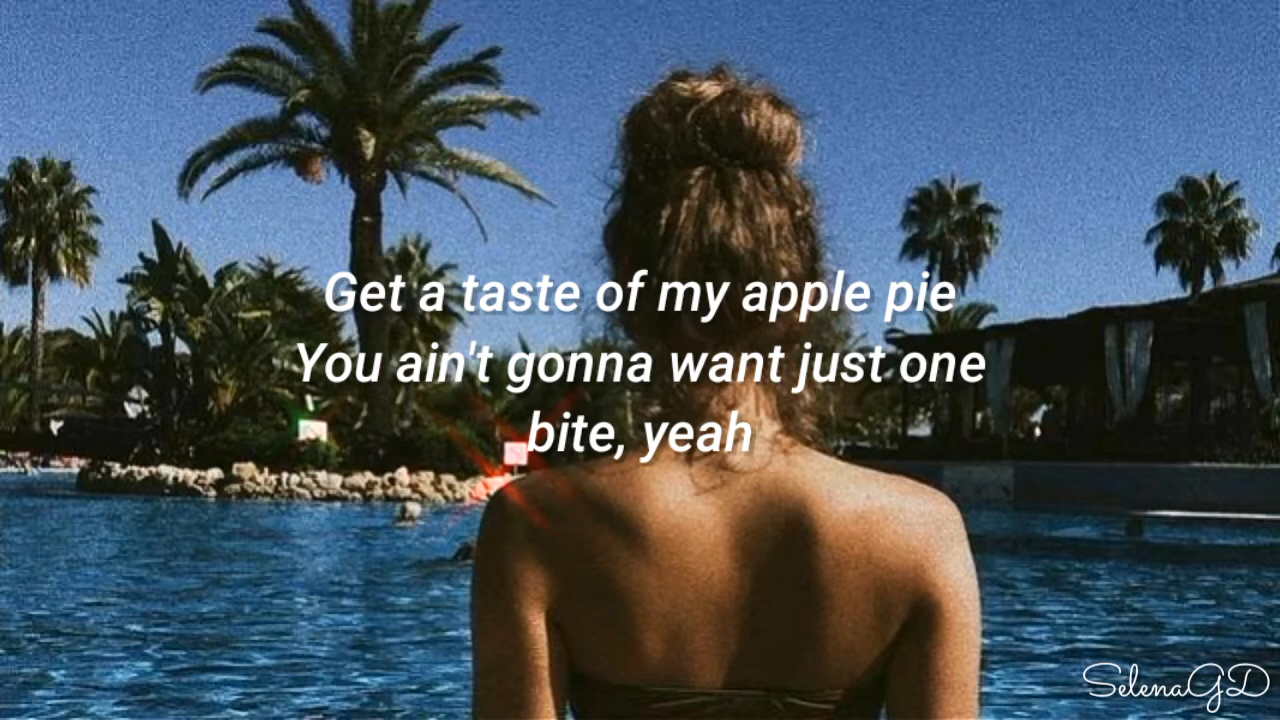 Get a taste of my apple pie
You ain't gonna want just one
bite, yeah
SelenaGD